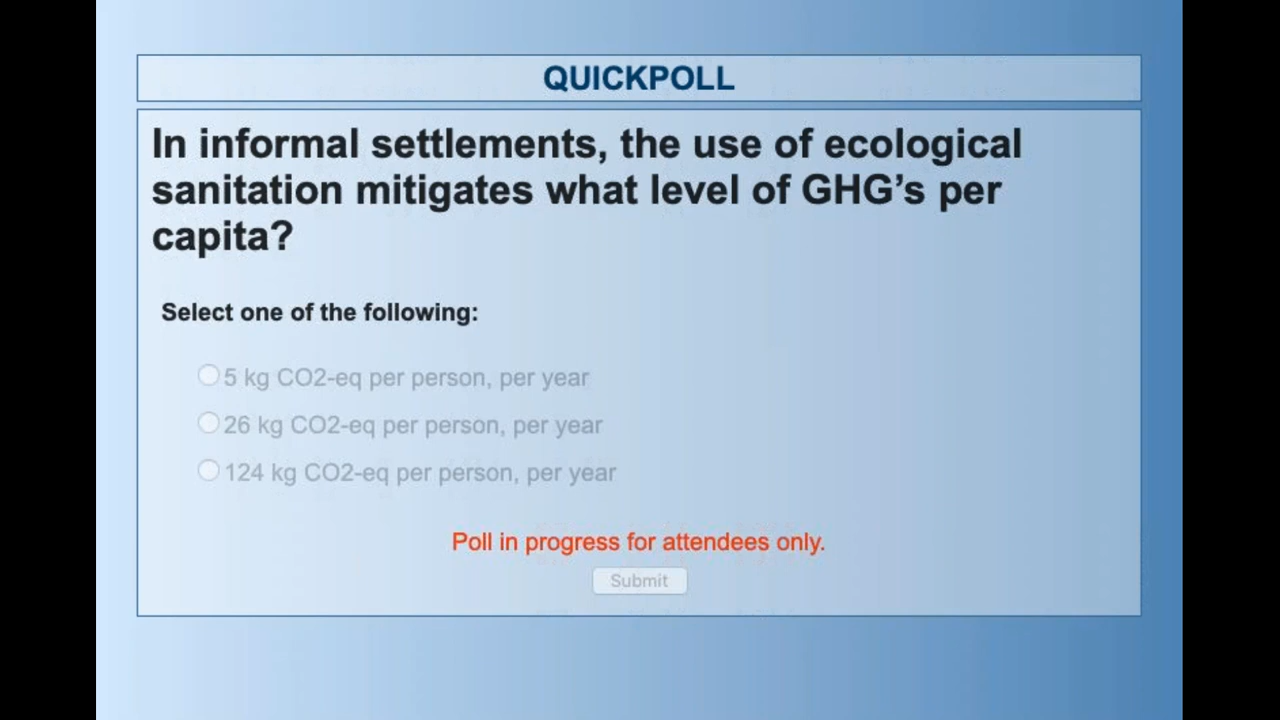 QUICKPOLL
In informal settlements, the use of ecological
sanitation mitigates what level of GHG’s per
capita?
Select one of the following:
5 kg CO2-eq per person, per year
26 kg CO2-eq per person, per year
124 kg CO2-eq per person, per year
Poll in progress for attendees only.
Submit